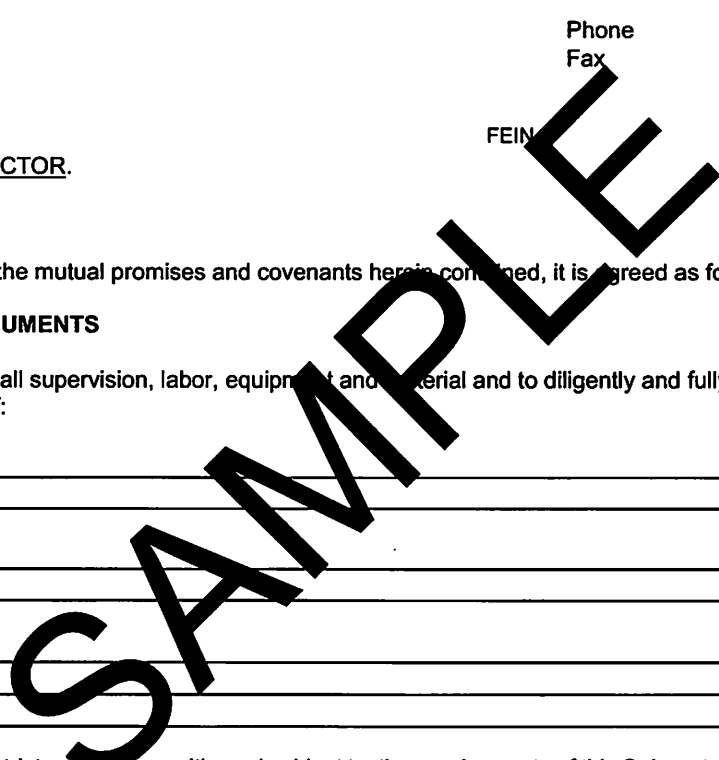 Phone
Fax
FEIN
CTOR.
the mutual promises and covenants herein contained, it is agreed as fo
UMENTS
all supervision, labor, equipment and material and to diligently and full
:
SAMPLE